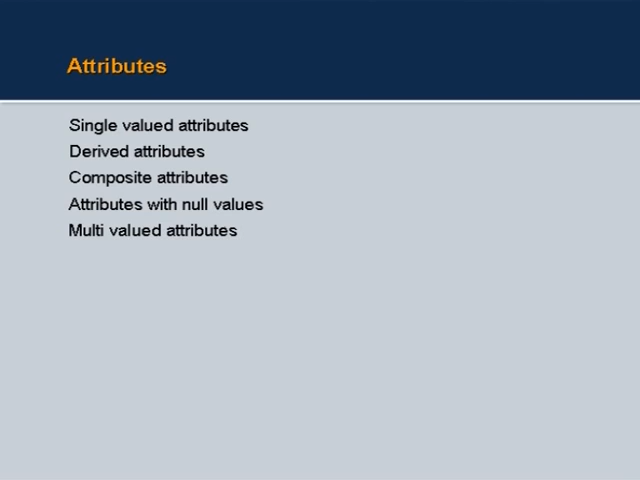 Attributes
Single valued attributes
Derived attributes
Composite attributes
Attributes with null values
Multi valued attributes